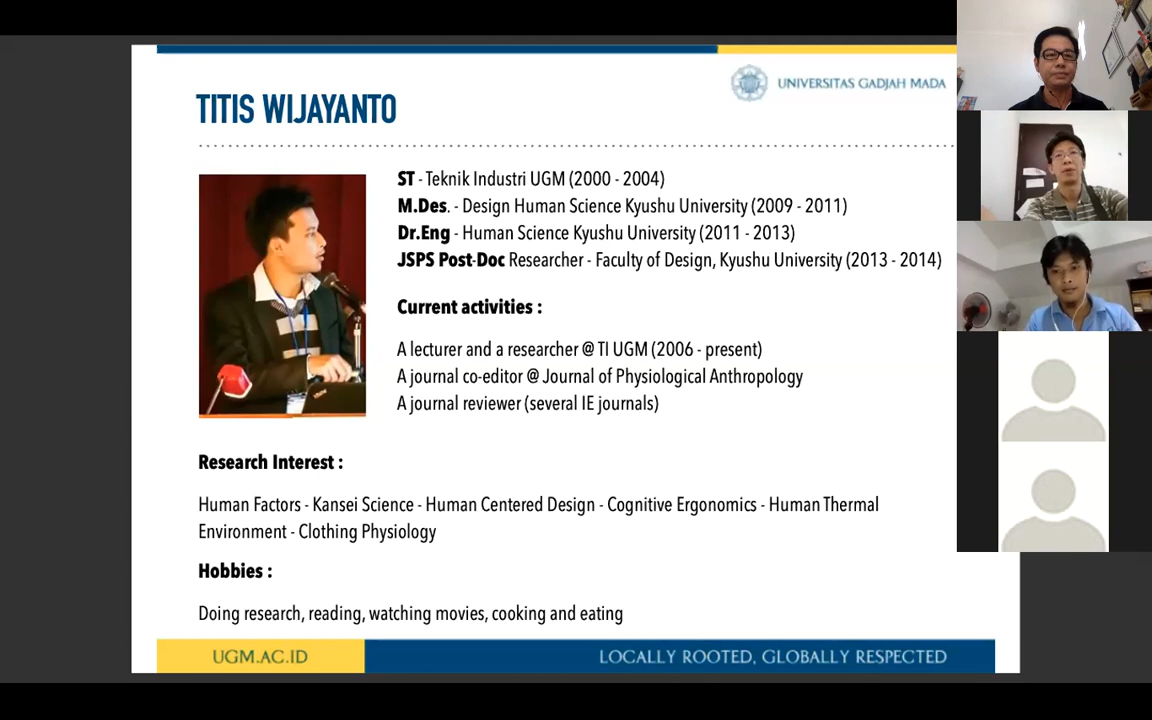 UNIVERSITAS GADJAH MADA
TITIS WIJAYANTO
ST - Teknik Industri UGM (2000 - 2004)
M.Des. - Design Human Science Kyushu University (2009 - 2011)
Dr.Eng - Human Science Kyushu University (2011 - 2013)
JSPS Post-Doc Researcher - Faculty of Design, Kyushu University (2013 - 2014)
Current activities :
A lecturer and a researcher @ TI UGM (2006 - present)
A journal co-editor @ Journal of Physiological Anthropology
A journal reviewer (several IE journals)
Research Interest :
Human Factors - Kansei Science - Human Centered Design - Cognitive Ergonomics - Human Thermal
Environment - Clothing Physiology
Hobbies :
Doing research, reading, watching movies, cooking and eating
UGM.AC.ID
LOCALLY ROOTED, GLOBALLY RESPECTED